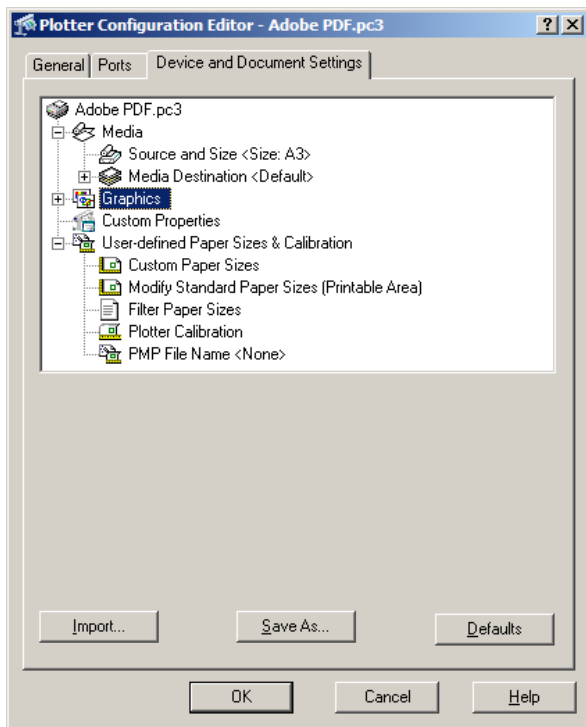 Plotter Configuration Editor - Adobe PDF.pc3
General Ports Device and Document Settings
Adobe PDF.pc3
Media
Source and Size <Size: A3>
Media Destination <Default>
Graphics
Custom Properties
User-defined Paper Sizes & Calibration
Custom Paper Sizes
Modify Standard Paper Sizes (Printable Area)
Filter Paper Sizes
Plotter Calibration
PMP File Name <None>
Import... Save As... Defaults
OK Cancel Help